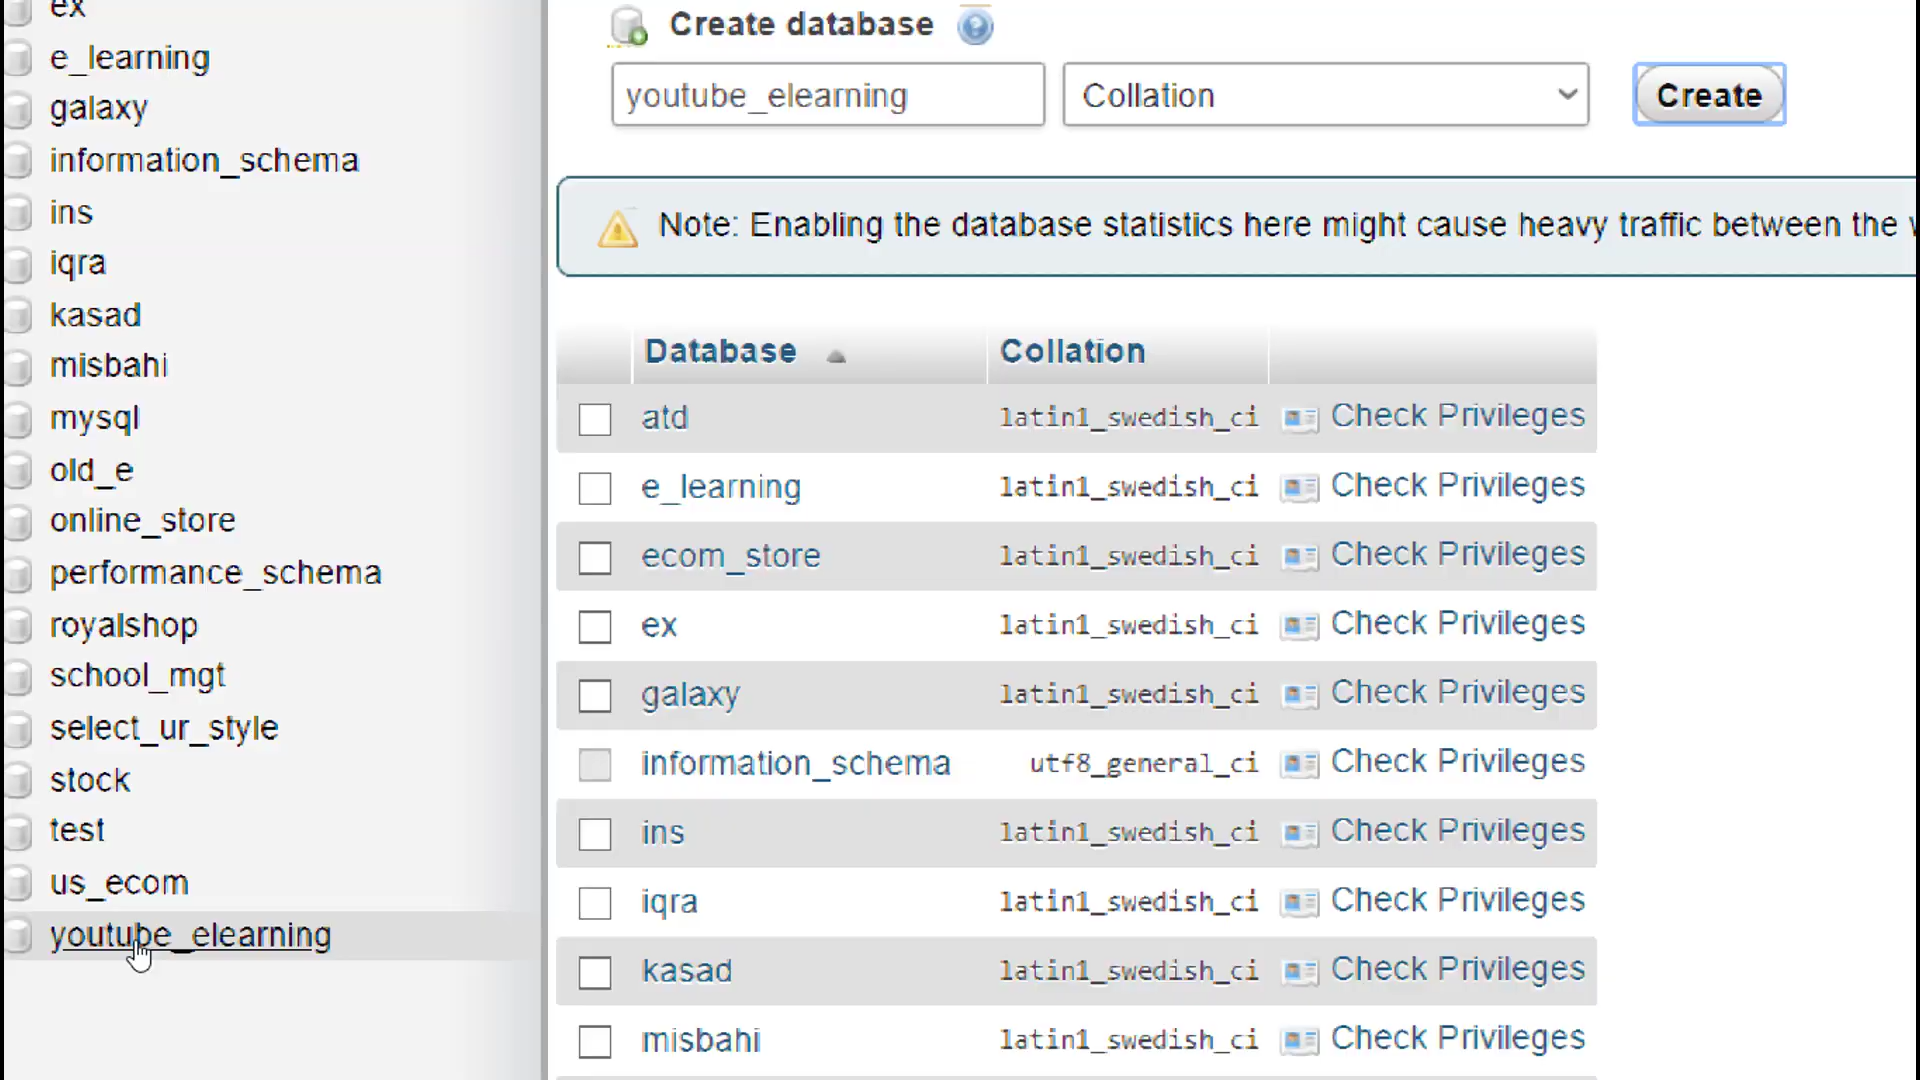 ex
e_learning
galaxy
information_schema
ins
iqra
kasad
misbahi
mysql
old_e
online_store
performance_schema
royalshop
school_mgt
select_ur_style
stock
test
us_ecom
youtube_elearning
Create database
youtube_elearning Collation Create
Note: Enabling the database statistics here might cause heavy traffic between the
Database Collation
atd latin1_swedish_ci Check Privileges
e_learning latin1_swedish_ci Check Privileges
ecom_store latin1_swedish_ci Check Privileges
ex latin1_swedish_ci Check Privileges
galaxy latin1_swedish_ci Check Privileges
information_schema utf8_general_ci Check Privileges
ins latin1_swedish_ci Check Privileges
iqra latin1_swedish_ci Check Privileges
kasad latin1_swedish_ci Check Privileges
misbahi latin1_swedish_ci Check Privileges